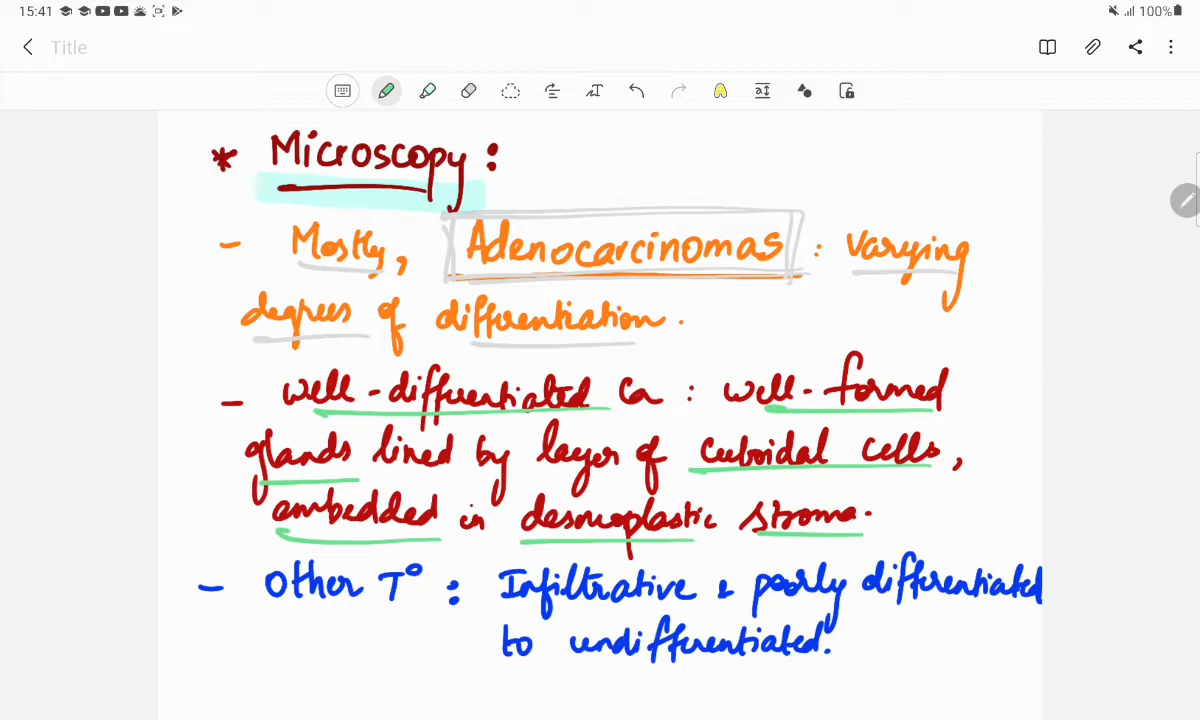 15:41
100%
Title
* Microscopy :
- Mostly, Adenocarcinomas : varying
degrees of differentiation.
- well-differentiated Ca : well-formed
glands lined by layer of cuboidal cells,
embedded in desmoplastic stroma.
- Other T° : Infiltrative & poorly differentiated
to undifferentiated.